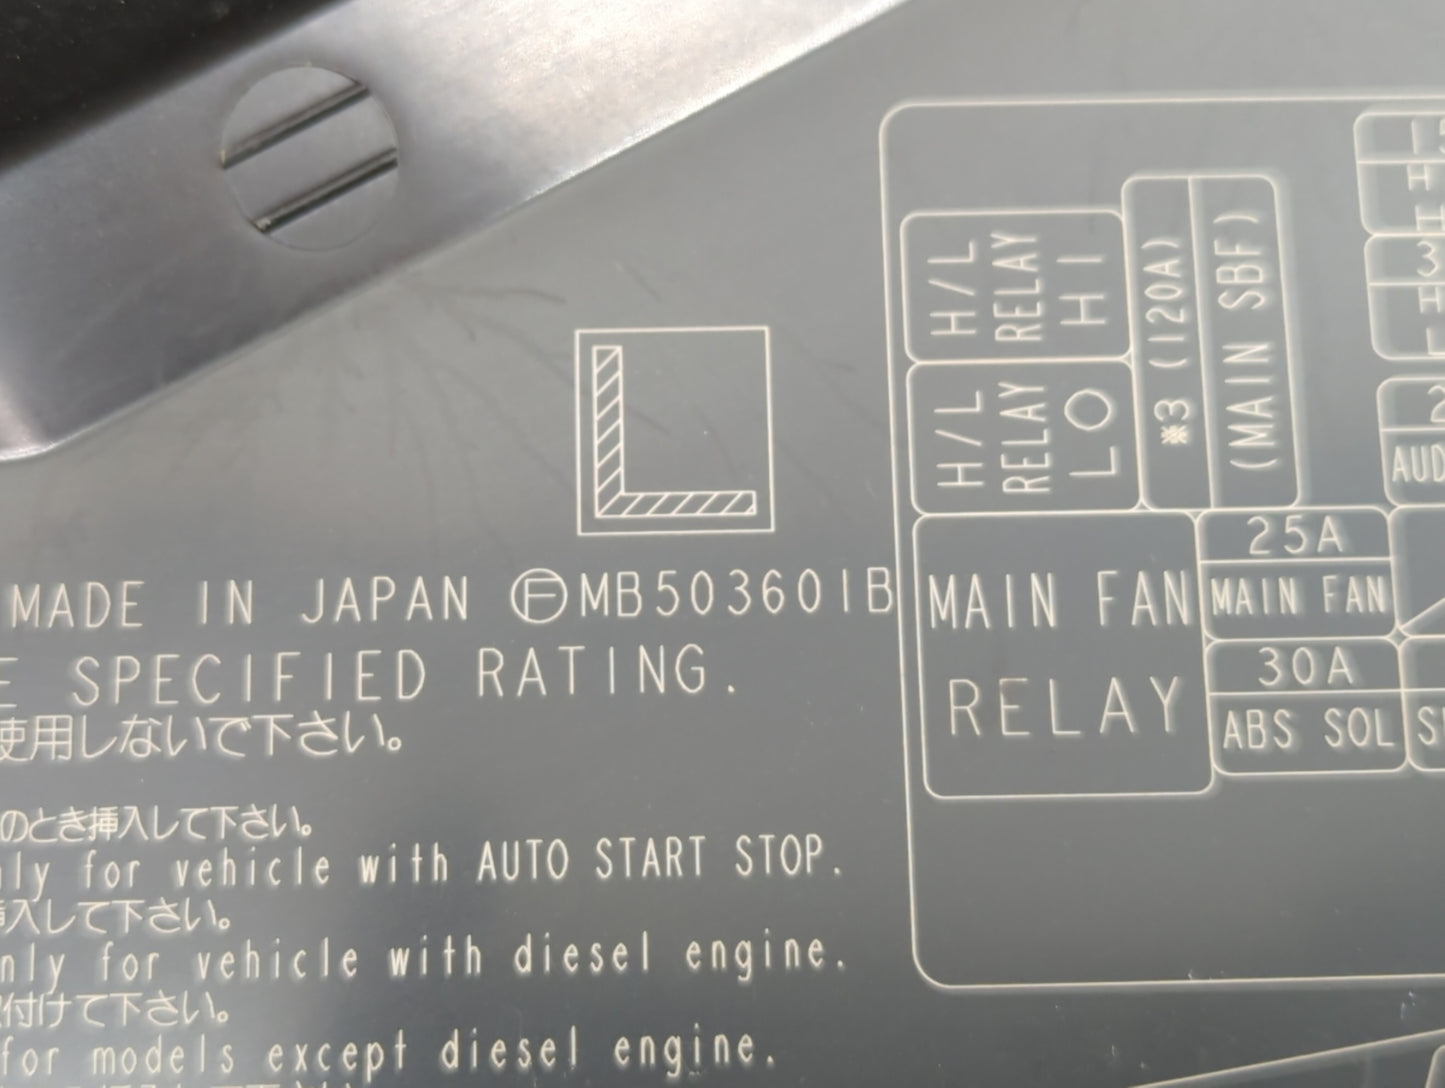 MADE IN JAPAN ⒻMB503601B
SPECIFIED RATING.
使用しないで下さい。
のとき挿入して下さい。
for vehicle with AUTO START STOP.
入して下さい。
for vehicle with diesel engine.
付けて下さい。
for models except diesel engine.
H/L
RELAY
HI
H/L
RELAY
LO
※3 (120A)
(MAIN SBF)
MAIN FAN
RELAY
25A
MAIN FAN
30A
ABS SOL